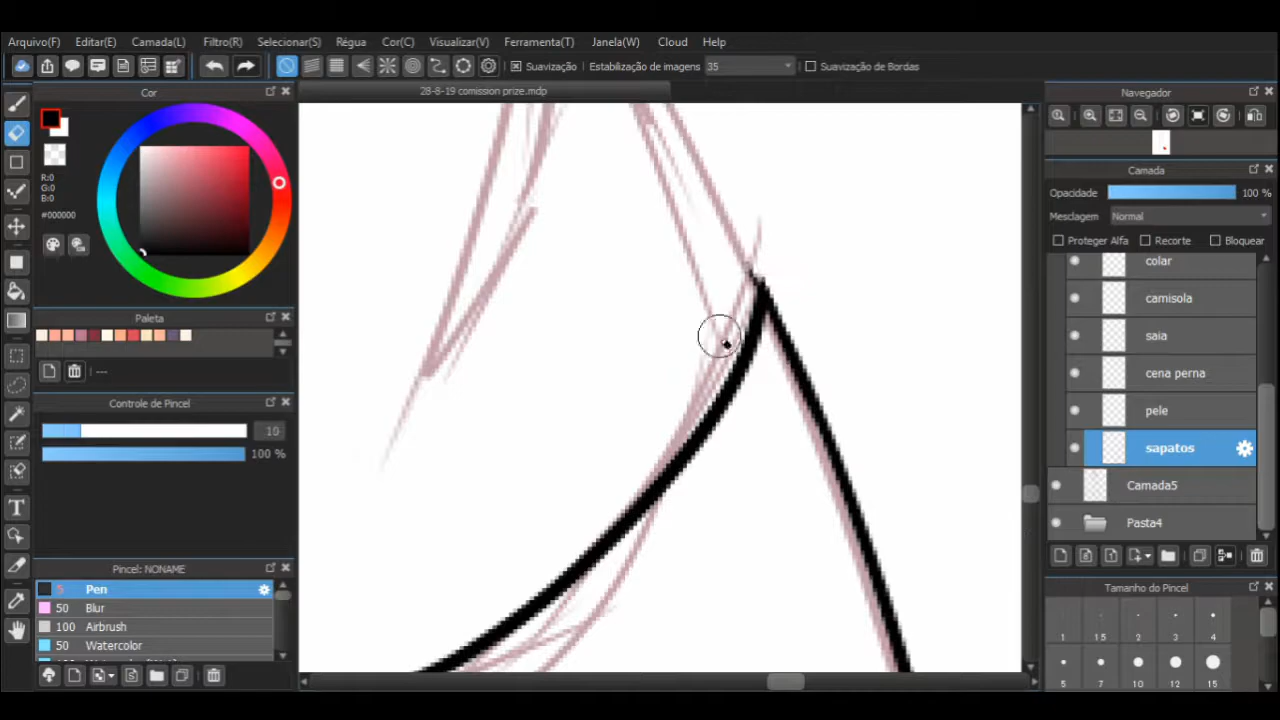 Arquivo(F) Editar(E) Camada(L) Filtro(R) Selecionar(S) Régua Cor(C) Visualizar(V) Ferramenta(T) Janela(W) Cloud Help
Suavização Estabilização de imagens 35 Suavização de Bordas
Cor
28-8-19 comission prize.mdp
Navegador
R:0
G:0
B:0
#000000
Camada
Opacidade 100 %
Mesclagem Normal
Proteger Alfa Recorte Bloquear
colar
camisola
saia
cena perna
pele
sapatos
Camada5
Pasta4
Paleta
---
Controle de Pincel
10
100 %
Pincel: NONAME
5 Pen
50 Blur
100 Airbrush
50 Watercolor
Tamanho do Pincel
1 1.5 2 3 4
5 7 10 12 15